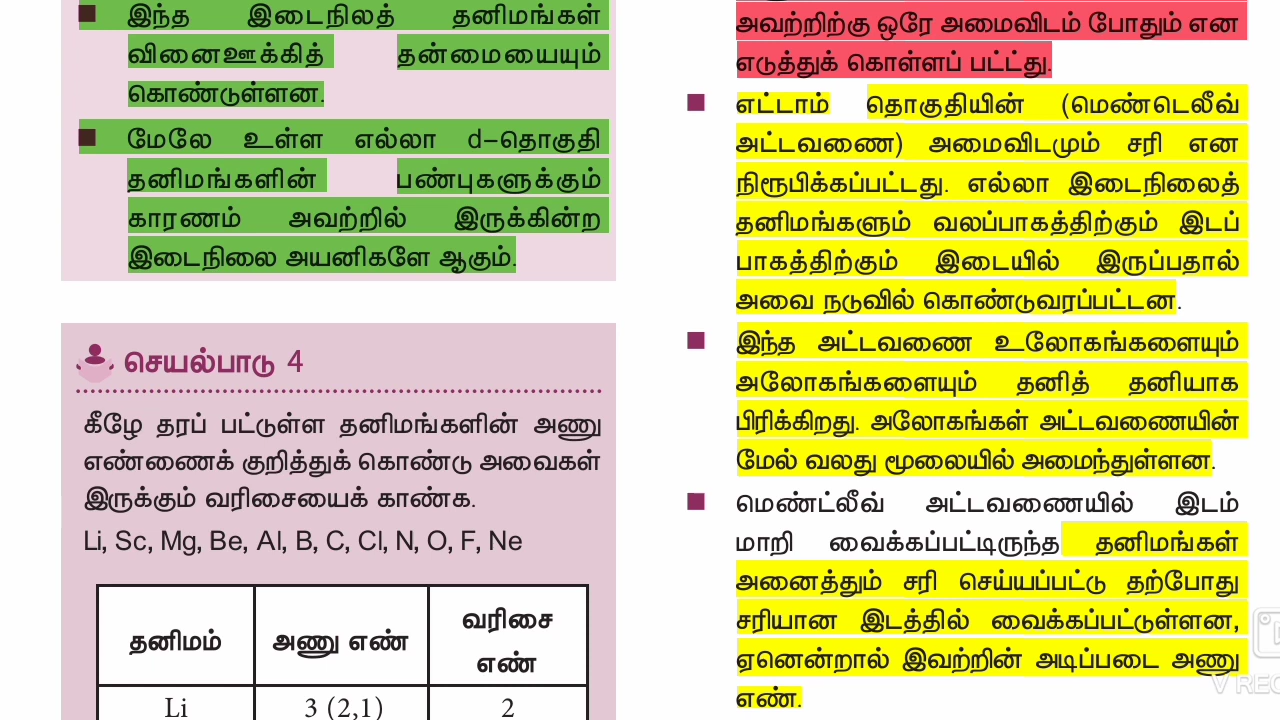 இந்த இடைநிலத் தனிமங்கள்
வினைஊக்கித் தன்மையையும்
கொண்டுள்ளன.
மேலே உள்ள எல்லா d-தொகுதி
தனிமங்களின் பண்புகளுக்கும்
காரணம் அவற்றில் இருக்கின்ற
இடைநிலை அயனிகளே ஆகும்.
செயல்பாடு 4
கீழே தரப் பட்டுள்ள தனிமங்களின் அணு
எண்ணைக் குறித்துக் கொண்டு அவைகள்
இருக்கும் வரிசையைக் காண்க.
Li, Sc, Mg, Be, Al, B, C, Cl, N, O, F, Ne
தனிமம் அணு எண் வரிசை எண்
Li 3 (2,1) 2
அவற்றிற்கு ஒரே அமைவிடம் போதும் என
எடுத்துக் கொள்ளப் பட்ட்து.
எட்டாம் தொகுதியின் (மெண்டெலீவ்
அட்டவணை) அமைவிடமும் சரி என
நிரூபிக்கப்பட்டது. எல்லா இடைநிலைத்
தனிமங்களும் வலப்பாகத்திற்கும் இடப்
பாகத்திற்கும் இடையில் இருப்பதால்
அவை நடுவில் கொண்டுவரப்பட்டன.
இந்த அட்டவணை உலோகங்களையும்
அலோகங்களையும் தனித் தனியாக
பிரிக்கிறது. அலோகங்கள் அட்டவணையின்
மேல் வலது மூலையில் அமைந்துள்ளன.
மெண்ட்லீவ் அட்டவணையில் இடம்
மாறி வைக்கப்பட்டிருந்த தனிமங்கள்
அனைத்தும் சரி செய்யப்பட்டு தற்போது
சரியான இடத்தில் வைக்கப்பட்டுள்ளன,
ஏனென்றால் இவற்றின் அடிப்படை அணு
எண்.